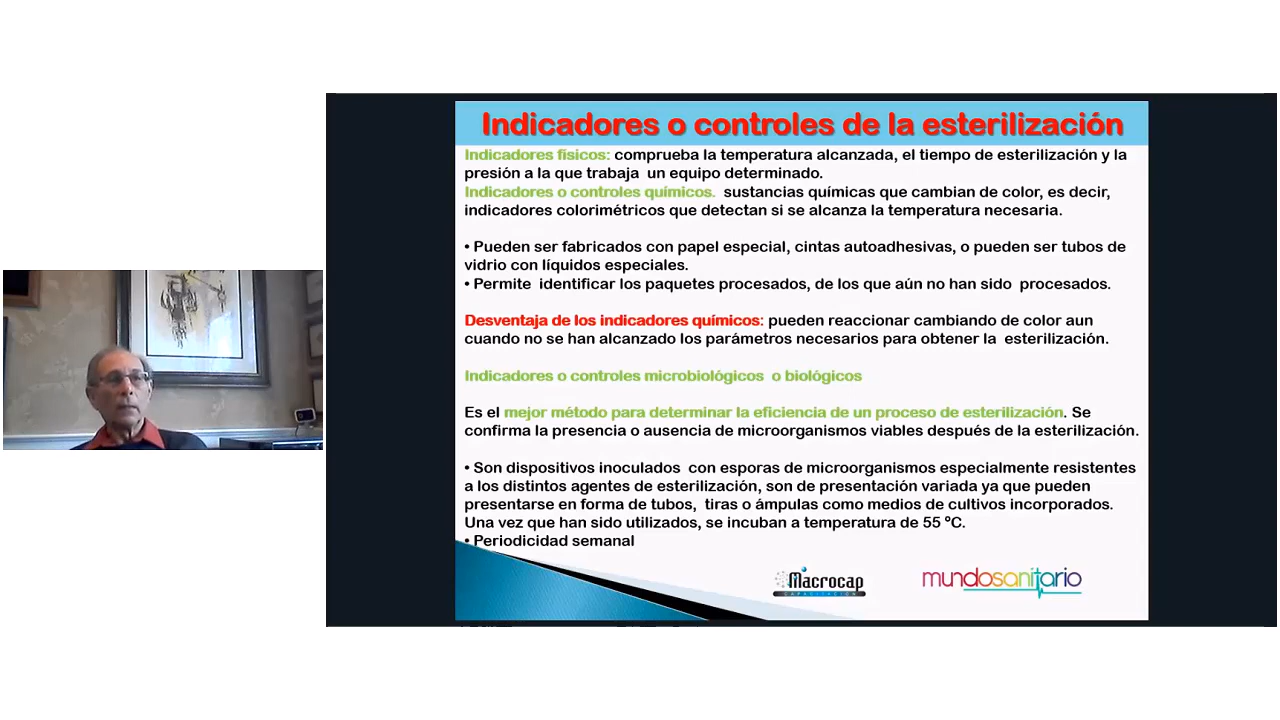 Indicadores o controles de la esterilización
Indicadores físicos: comprueba la temperatura alcanzada, el tiempo de esterilización y la
presión a la que trabaja un equipo determinado.
Indicadores o controles químicos. sustancias químicas que cambian de color, es decir,
indicadores colorimétricos que detectan si se alcanza la temperatura necesaria.
• Pueden ser fabricados con papel especial, cintas autoadhesivas, o pueden ser tubos de
vidrio con líquidos especiales.
• Permite identificar los paquetes procesados, de los que aún no han sido procesados.
Desventaja de los indicadores químicos: pueden reaccionar cambiando de color aun
cuando no se han alcanzado los parámetros necesarios para obtener la esterilización.
Indicadores o controles microbiológicos o biológicos
Es el mejor método para determinar la eficiencia de un proceso de esterilización. Se
confirma la presencia o ausencia de microorganismos viables después de la esterilización.
• Son dispositivos inoculados con esporas de microorganismos especialmente resistentes
a los distintos agentes de esterilización, son de presentación variada ya que pueden
presentarse en forma de tubos, tiras o ámpulas como medios de cultivos incorporados.
Una vez que han sido utilizados, se incuban a temperatura de 55 ºC.
• Periodicidad semanal
Macrocap
CAPACITACIÓN
mundosanitario